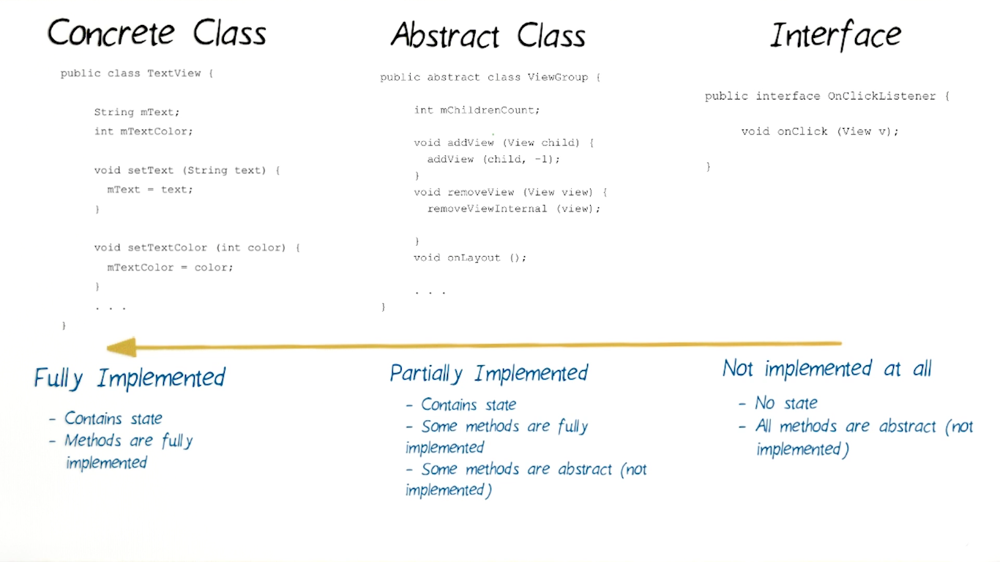 Concrete Class
public class TextView {
String mText;
int mTextColor;
void setText (String text) {
mText = text;
}
void setTextColor (int color) {
mTextColor = color;
}
. . .
}
Fully Implemented
- Contains state
- Methods are fully
implemented
Abstract Class
public abstract class ViewGroup {
int mChildrenCount;
void addView (View child) {
addView (child, -1);
}
void removeView (View view) {
removeViewInternal (view);
}
void onLayout ();
. . .
}
Partially Implemented
- Contains state
- Some methods are fully
implemented
- Some methods are abstract (not
implemented)
Interface
public interface OnClickListener {
void onClick (View v);
}
Not implemented at all
- No state
- All methods are abstract (not
implemented)